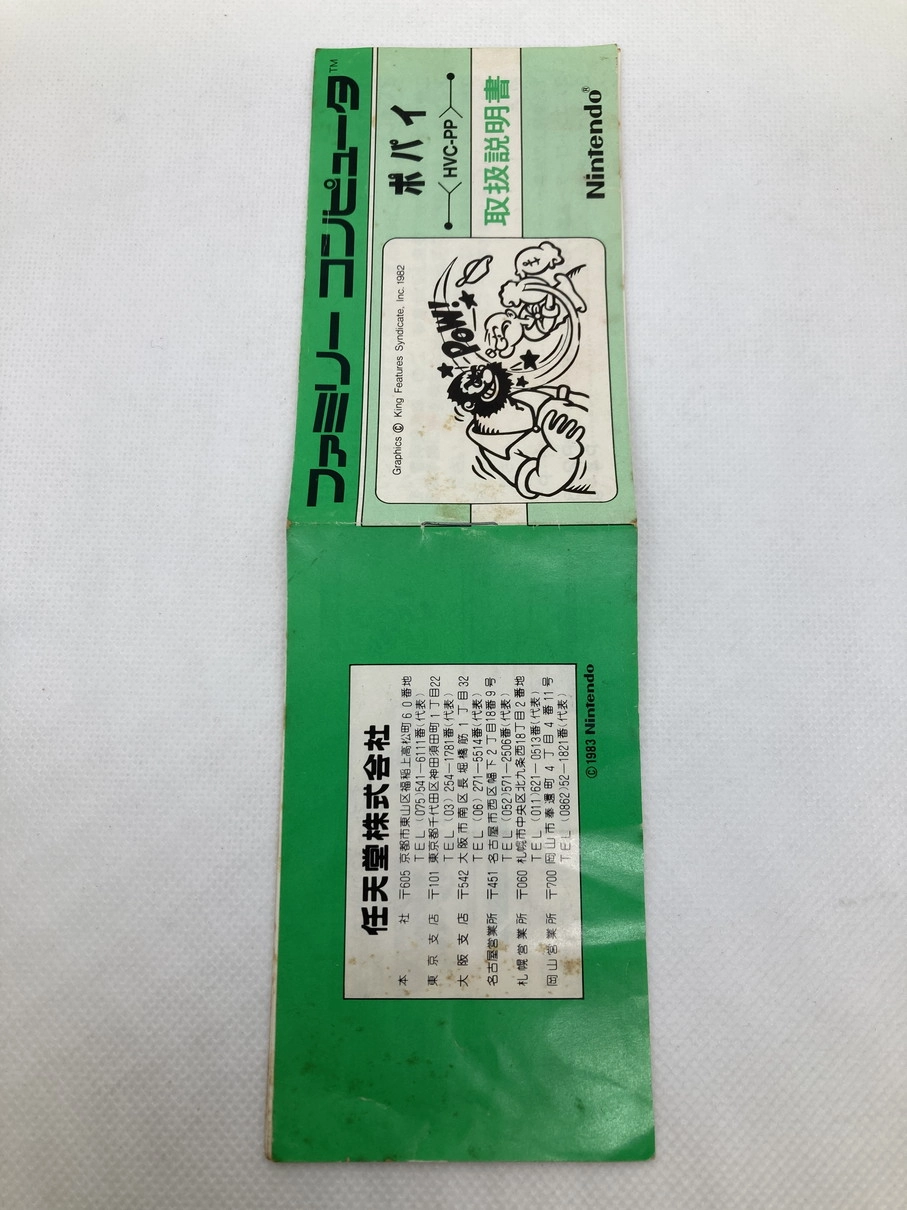 ファミリー コンピュータ™
ポパイ
HVC-PP
取扱説明書
Nintendo®
Graphics © King Features Syndicate, Inc. 1982
POW!
任天堂株式会社
本社 〒605 京都市東山区福稲上高松町60番地
TEL (075)541-6111番(代表)
東京支店 〒101 東京都千代田区神田須田町1丁目22
TEL (03)254-1781番(代表)
大阪支店 〒542 大阪市南区長堀橋筋1丁目32
TEL (06)271-5514番(代表)
名古屋営業所 〒451 名古屋市西区幅下2丁目18番9号
TEL (052)571-2506番(代表)
札幌営業所 〒060 札幌市中央区北九条西18丁目2番地
TEL (011)621-0513番(代表)
岡山営業所 〒700 岡山市奉還町4丁目4番11号
TEL (0862)52-1821番(代表)
©1983 Nintendo